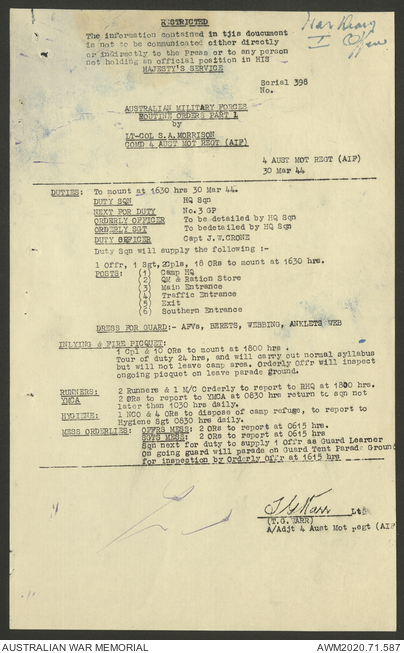 RESTRICTED
The information contained in tjis doucument
is not to be communicated either directly
or indirectly to the Press or to any person
not holding an official position in HIS
MAJESTY'S SERVICE
War Diary
I
Serial 398
No.
AUSTRALIAN MILITARY FORCES
ROUTINE ORDERS PART 1
by
LT-COL S.A.MORRISON
COMD 4 AUST MOT REGT (AIF)
4 AUST MOT REGT (AIF)
30 Mar 44
DUTIES: To mount at 1630 hrs 30 Mar 44.
DUTY SQN HQ Sqn
NEXT FOR DUTY No.3 GP
ORDERLY OFFICER To be detailed by HQ Sqn
ORDERLY SGT To bedetailed by HQ Sqn
DUTY OFFICER Capt J.W.CRONE
Duty Sqn will supply the following :-
1 offr, 1 Sgt, 2Cpls, 18 ORs to mount at 1630 hrs.
POSTS: (1) Camp HQ
(2) QM & Ration Store
(3) Main Entrance
(4) Traffic Entrance
(5) Exit
(6) Southern Entrance
DRESS FOR GUARD:- AFVs, BERETS, WEBBING, ANKLETS WEB
INLYING & FIRE PICQUET:
1 Cpl & 10 ORs to mount at 1800 hrs .
Tour of duty 24 hrs, and will carry out normal syllabus
but will not leave camp area. Orderly Offr will inspect
ongoing picquet on leave parade ground.
RUNNERS: 2 Runners & 1 M/C Orderly to report to RHQ at 1800 hrs.
YMCA 2 ORs to report to YMCA at 0830 hrs return to sqn not
later than 1030 hrs daily.
HYGIENE: 1 NCO & 4 ORs to dispose of camp refuge, to report to
Hygiene Sgt 0830 hrs daily.
MESS ORDERLIES: OFFRS MESS: 2 ORs to report at 0615 hrs.
SGTS MESS: 2 ORs to report at 0615 hrs
Sqn next for duty to supply 1 Offr as Guard Learner
On going guard will parade on Guard Tent Parade Ground
for inspection by Orderly offr at 1615 hrs
T G Warr Lt
(T.G. WARR)
A/Adjt 4 Aust Mot regt (AIF
AUSTRALIAN WAR MEMORIAL
AWM2020.71.587